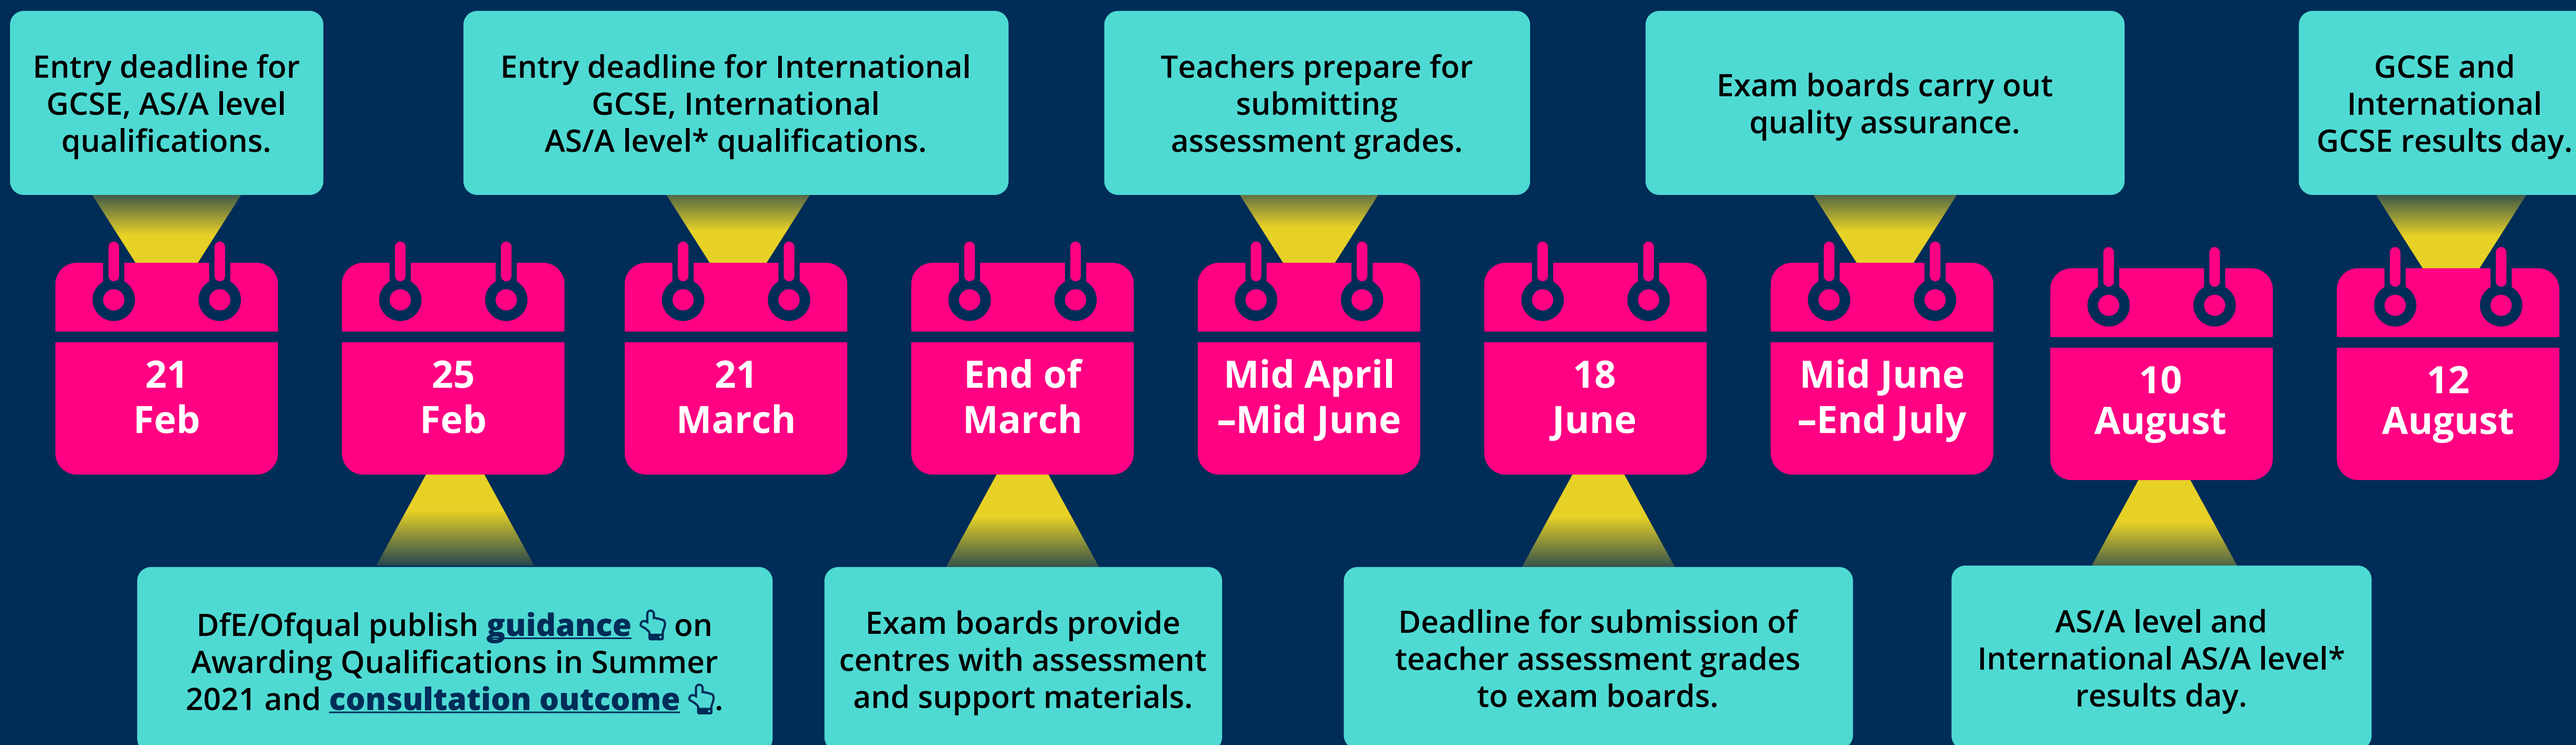 Entry deadline for
GCSE, AS/A level
qualifications.
Entry deadline for International
GCSE, International
AS/A level* qualifications.
Teachers prepare for
submitting
assessment grades.
Exam boards carry out
quality assurance.
GCSE and
International
GCSE results day.
21
Feb
25
Feb
21
March
End of
March
Mid April
–Mid June
18
June
Mid June
–End July
10
August
12
August
DfE/Ofqual publish guidance on
Awarding Qualifications in Summer
2021 and consultation outcome .
Exam boards provide
centres with assessment
and support materials.
Deadline for submission of
teacher assessment grades
to exam boards.
AS/A level and
International AS/A level*
results day.